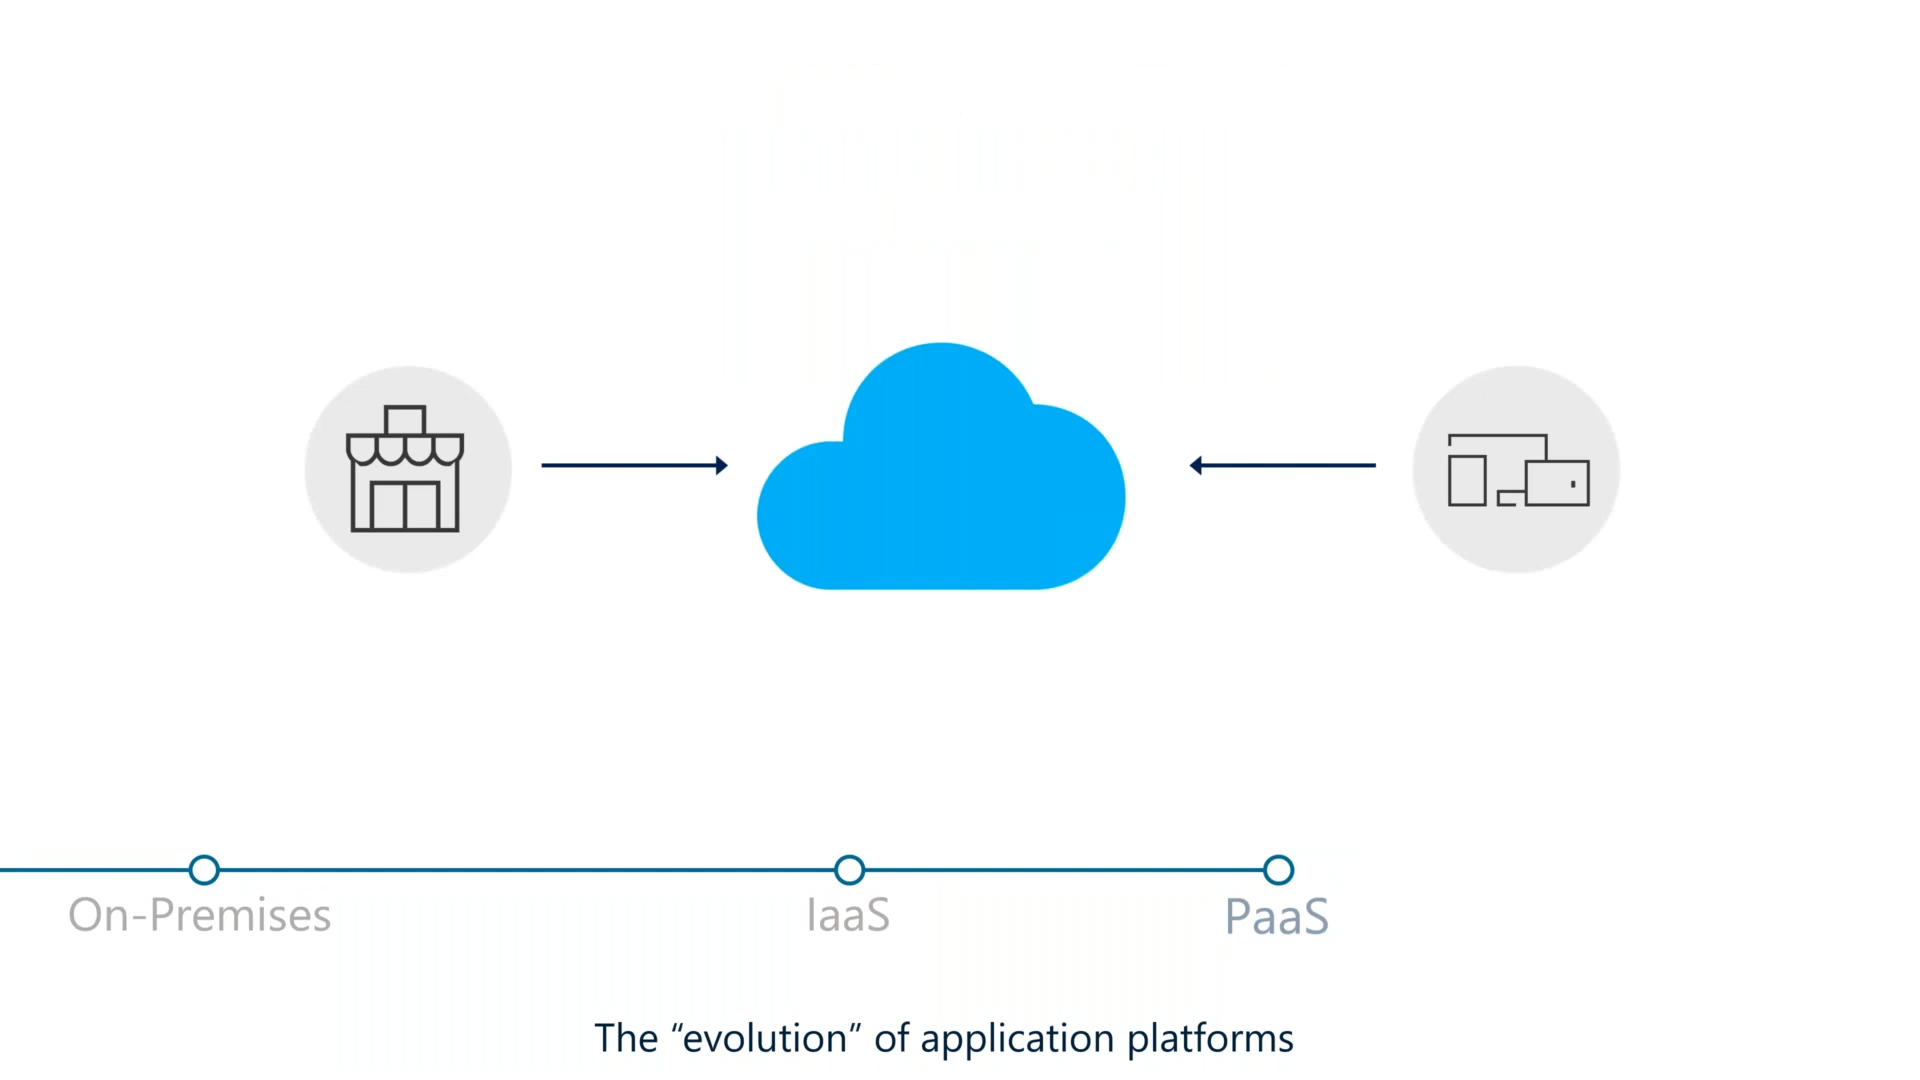 On-Premises
IaaS
PaaS
The “evolution” of application platforms